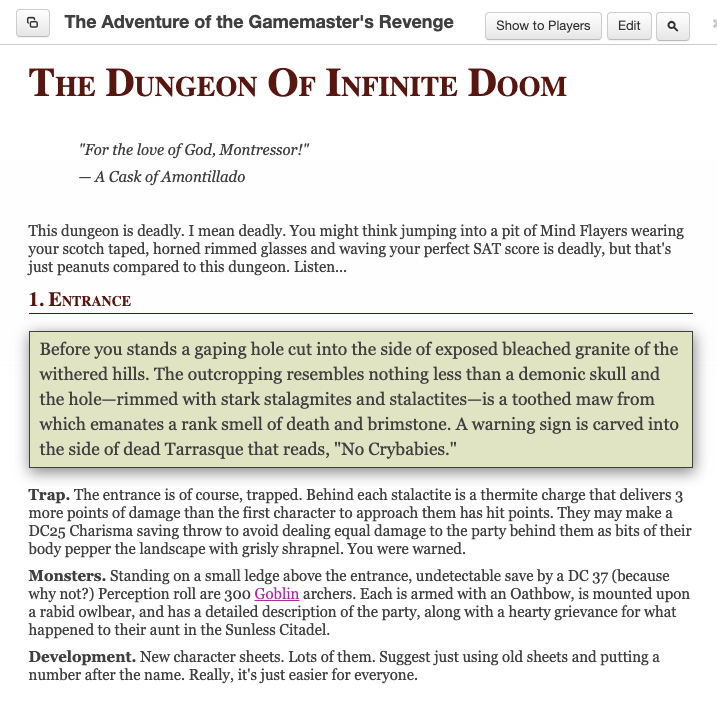 The Adventure of the Gamemaster's Revenge
Show to Players
Edit
The Dungeon Of Infinite Doom
"For the love of God, Montressor!"
— A Cask of Amontillado
This dungeon is deadly. I mean deadly. You might think jumping into a pit of Mind Flayers wearing
your scotch taped, horned rimmed glasses and waving your perfect SAT score is deadly, but that's
just peanuts compared to this dungeon. Listen...
1. Entrance
Before you stands a gaping hole cut into the side of exposed bleached granite of the
withered hills. The outcropping resembles nothing less than a demonic skull and
the hole—rimmed with stark stalagmites and stalactites—is a toothed maw from
which emanates a rank smell of death and brimstone. A warning sign is carved into
the side of dead Tarrasque that reads, "No Crybabies."
Trap. The entrance is of course, trapped. Behind each stalactite is a thermite charge that delivers 3
more points of damage than the first character to approach them has hit points. They may make a
DC25 Charisma saving throw to avoid dealing equal damage to the party behind them as bits of their
body pepper the landscape with grisly shrapnel. You were warned.
Monsters. Standing on a small ledge above the entrance, undetectable save by a DC 37 (because
why not?) Perception roll are 300 Goblin archers. Each is armed with an Oathbow, is mounted upon
a rabid owlbear, and has a detailed description of the party, along with a hearty grievance for what
happened to their aunt in the Sunless Citadel.
Development. New character sheets. Lots of them. Suggest just using old sheets and putting a
number after the name. Really, it's just easier for everyone.